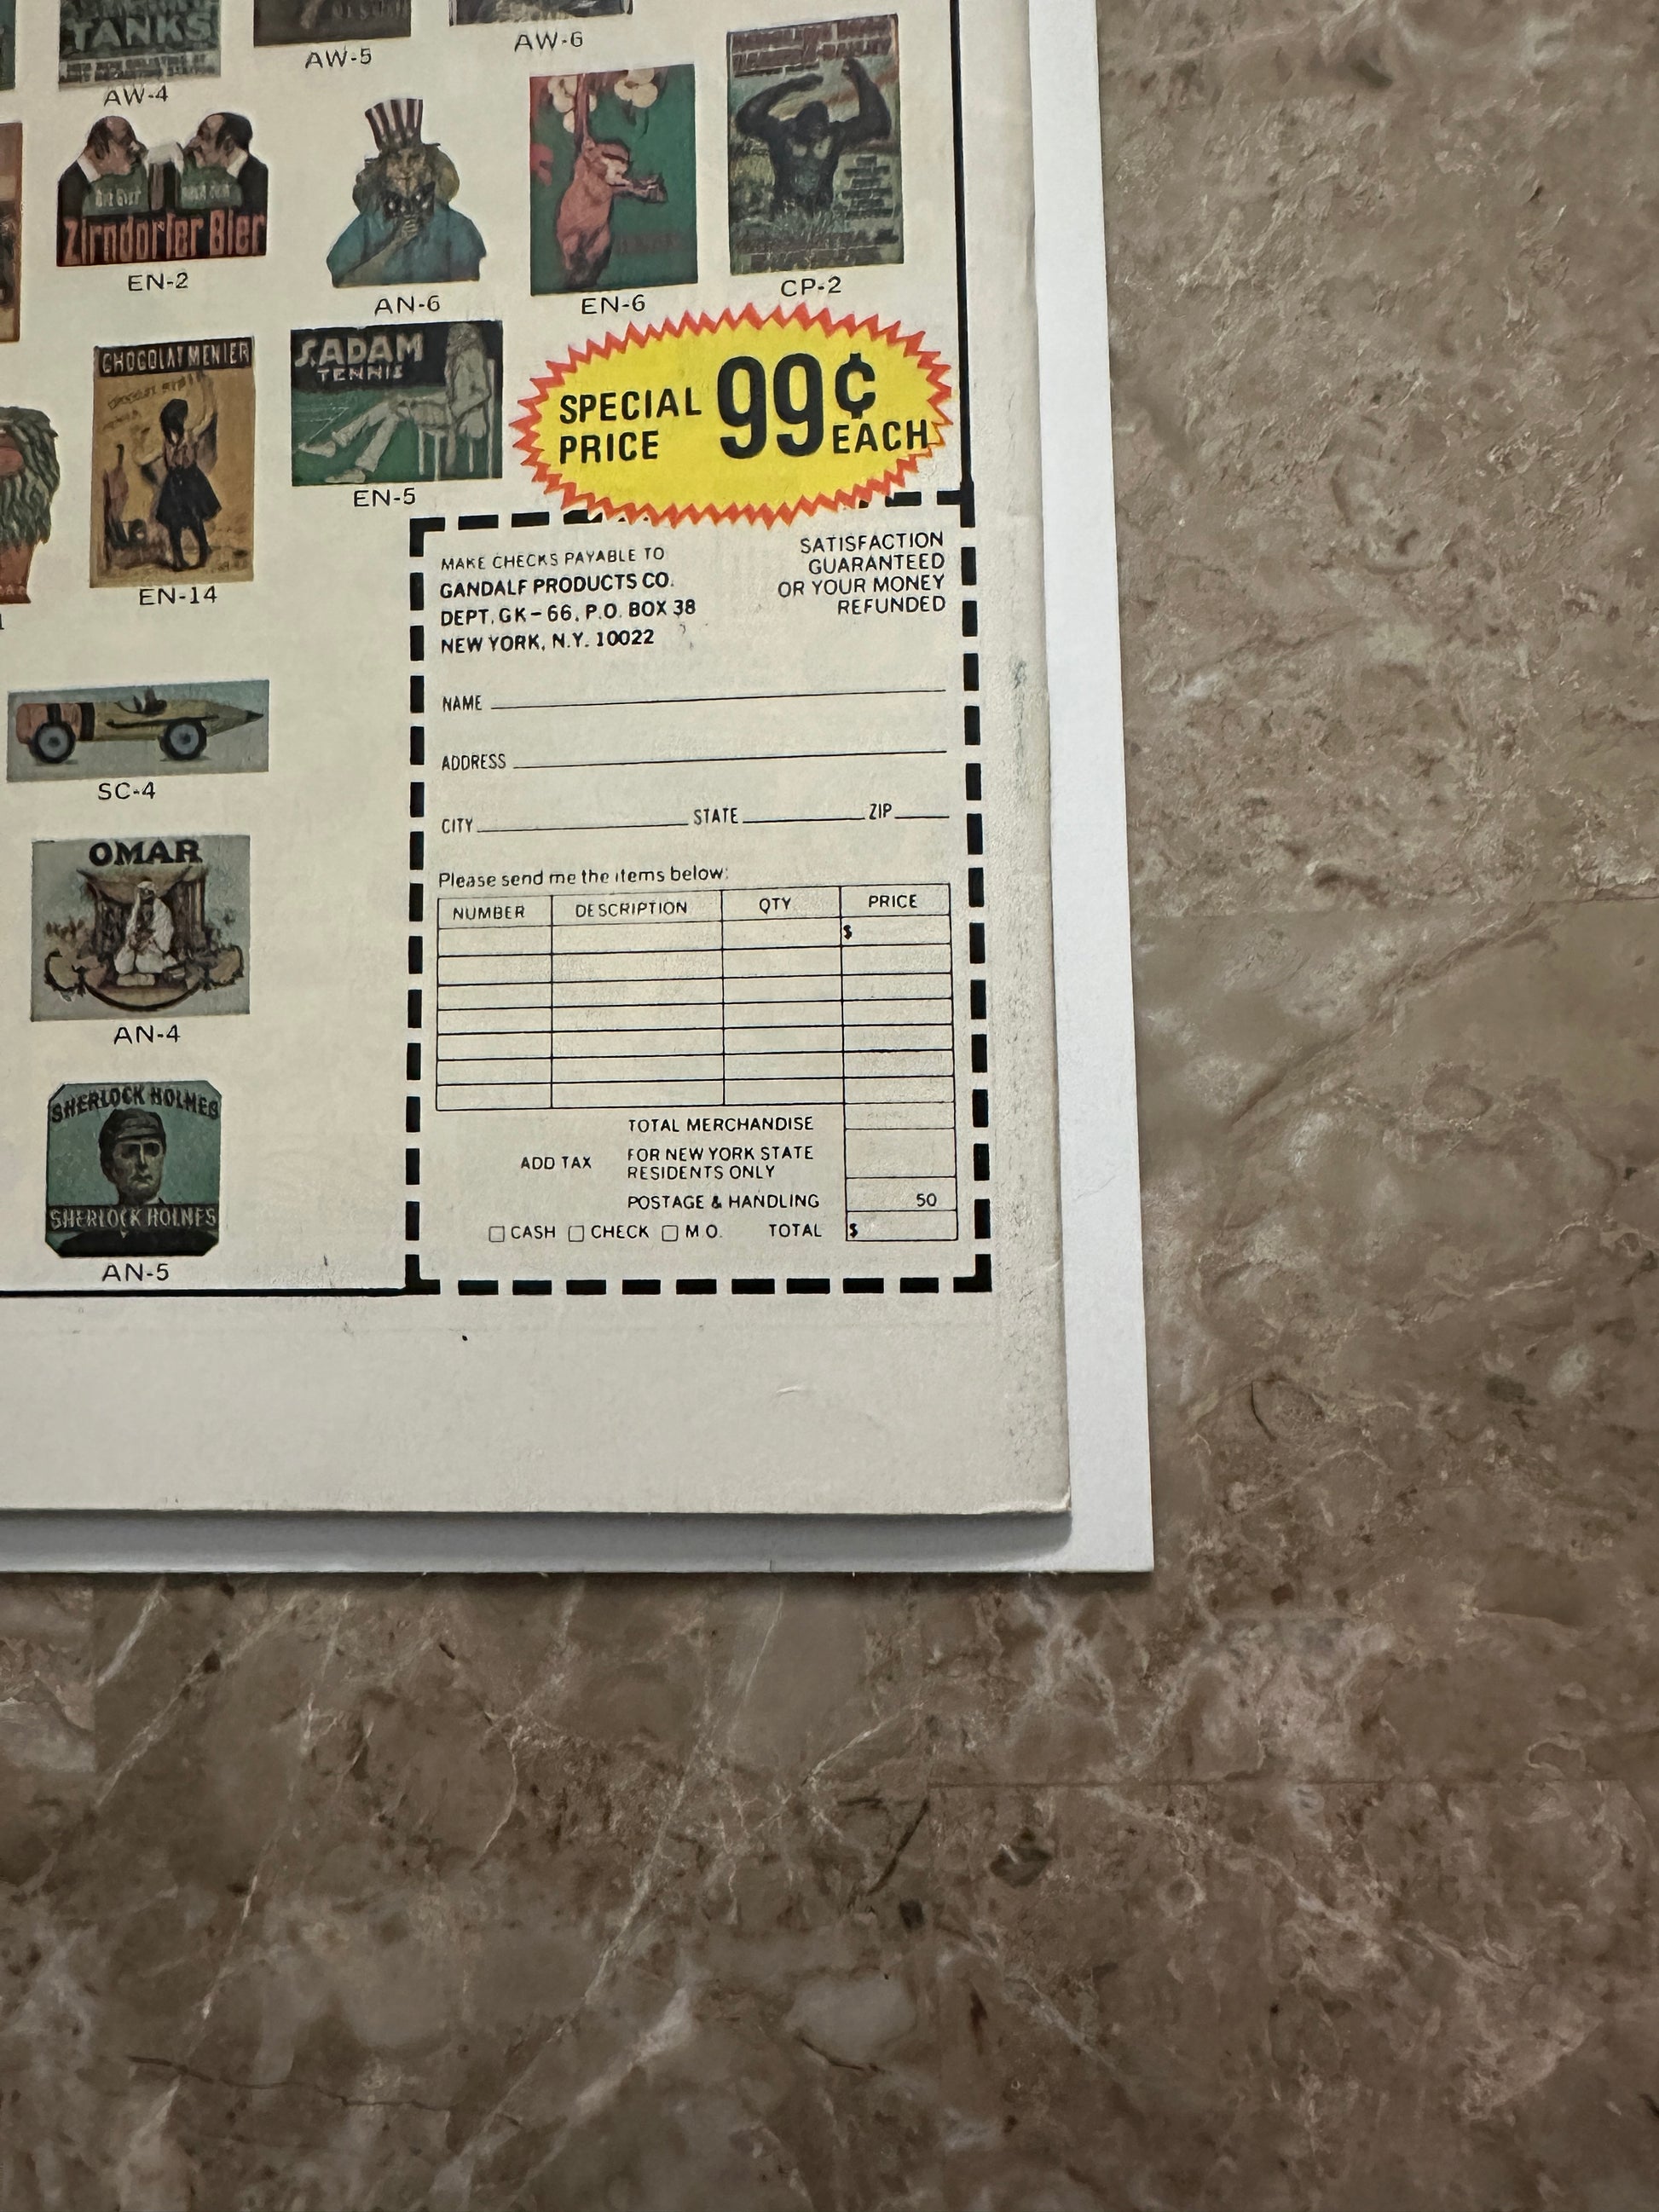 TANKS
AW-4
AW-5
AW-6
Zirndorfer Bier
EN-2
AN-6
EN-6
CP-2
CHOCOLAT MENIER
EN-14
SADAM
TENNIS
EN-5
SPECIAL
PRICE
99¢
EACH
MAKE CHECKS PAYABLE TO
GANDALF PRODUCTS CO.
DEPT. GK-66, P.O. BOX 38
NEW YORK, N.Y. 10022
SATISFACTION
GUARANTEED
OR YOUR MONEY
REFUNDED
NAME
ADDRESS
CITY STATE ZIP
Please send me the items below:
NUMBER DESCRIPTION QTY PRICE
$
TOTAL MERCHANDISE
ADD TAX FOR NEW YORK STATE
RESIDENTS ONLY
POSTAGE & HANDLING 50
CASH CHECK M.O. TOTAL $
SC-4
OMAR
AN-4
SHERLOCK HOLMES
SHERLOCK HOLMES
AN-5